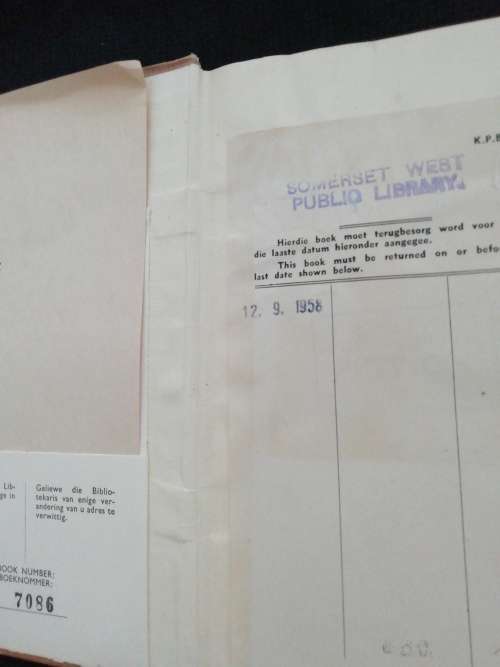 Lib-
ge in
Geliewe die Biblio-
tekaris van enige ver-
andering van u adres te
verwittig.
BOOK NUMBER:
BOEKNOMMER:
7086
K.P.B
SOMERSET WEST
PUBLIC LIBRARY.
Hierdie boek moet terugbesorg word voor
die laaste datum hieronder aangegee.
This book must be returned on or befo
last date shown below.
12. 9. 1958